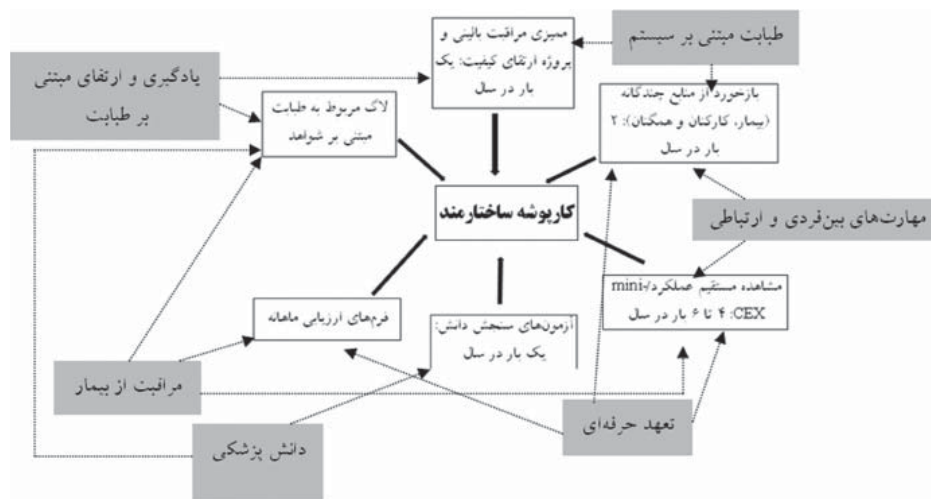 طبابت مبتنی بر سیستم
ممیزی مراقبت بالینی و
پروژه ارتقای کیفیت: یک
بار در سال
یادگیری و ارتقای مبتنی
بر طبابت
بازخورد از منابع چندگانه
(بیمار، کارکنان و همگنان): ۲
بار در سال
لاگ مربوط به طبابت
مبتنی بر شواهد
کارپوشه ساختارمند
مهارت‌های بین‌فردی و ارتباطی
مشاهده مستقیم عملکرد/mini-
CEX: ۴ تا ۶ بار در سال
فرم‌های ارزیابی ماهانه
آزمون‌های سنجش دانش:
یک بار در سال
مراقبت از بیمار
تعهد حرفه‌ای
دانش پزشکی